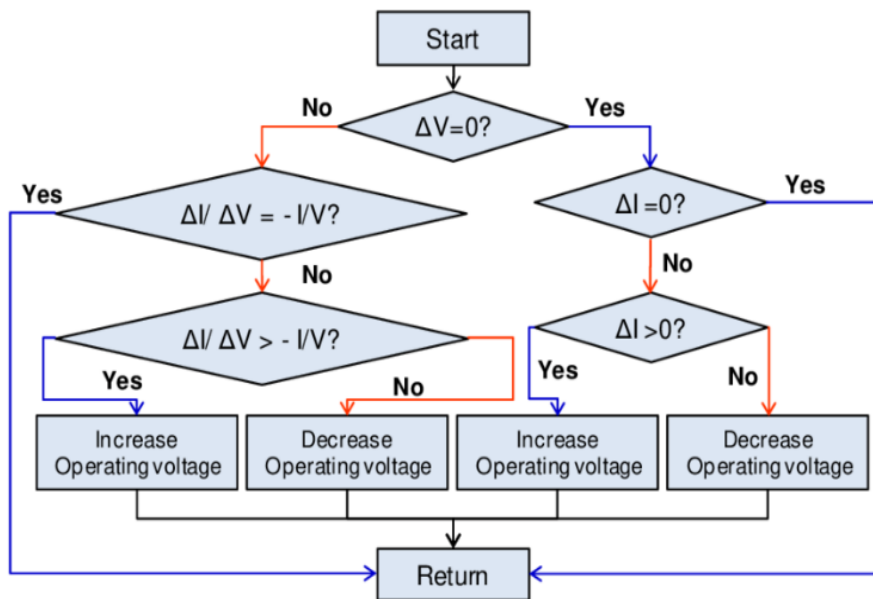 Start
No
Yes
ΔV=0?
Yes
Yes
ΔI/ ΔV = - I/V?
ΔI =0?
No
No
ΔI/ ΔV > - I/V?
ΔI >0?
Yes
No
Yes
No
Increase
Operating voltage
Decrease
Operating voltage
Increase
Operating voltage
Decrease
Operating voltage
Return